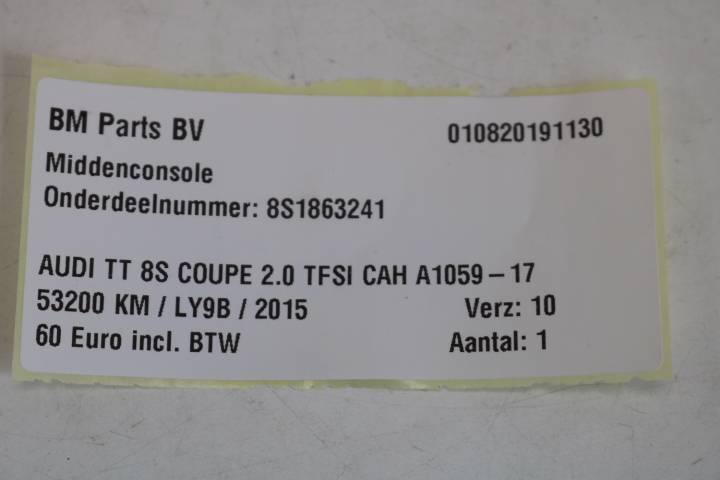 BM Parts BV 010820191130
Middenconsole
Onderdeelnummer: 8S1863241
AUDI TT 8S COUPE 2.0 TFSI CAH A1059-17
53200 KM / LY9B / 2015 Verz: 10
60 Euro incl. BTW Aantal: 1